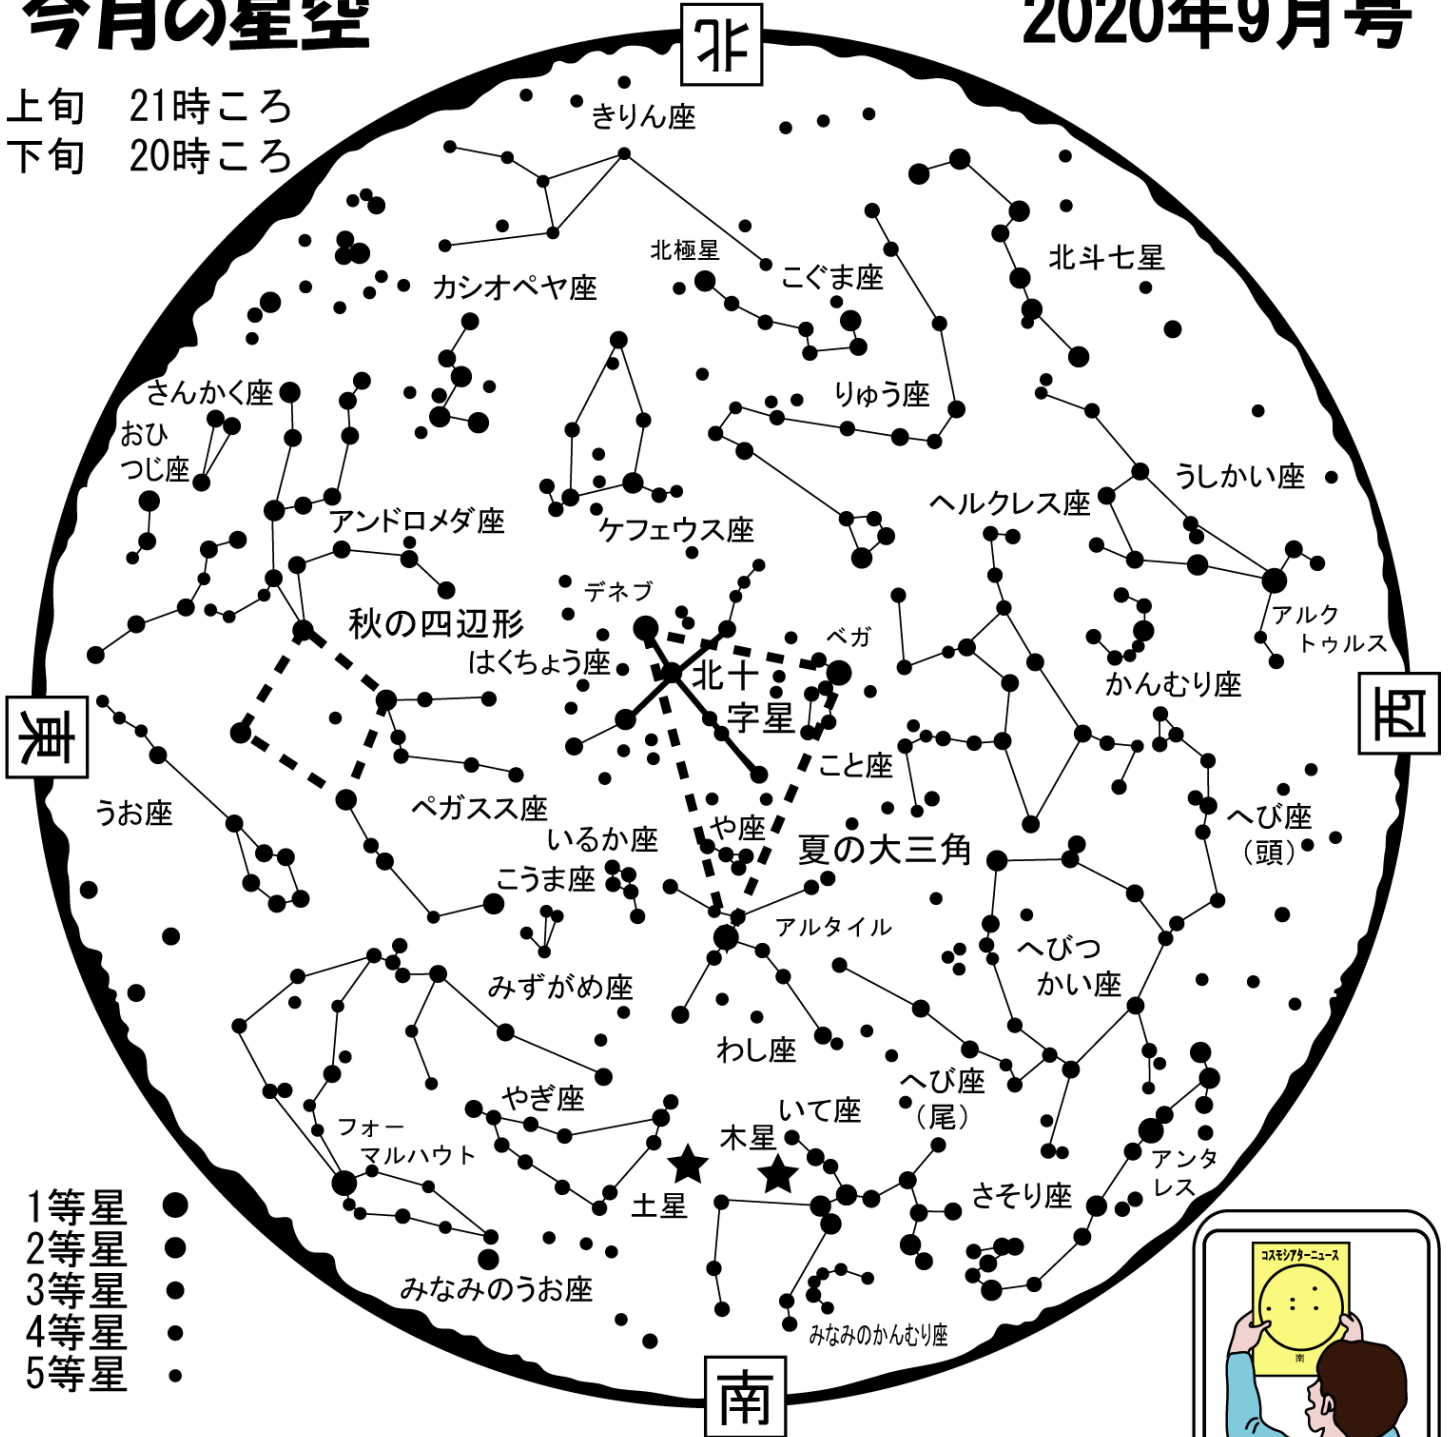 今月の星空
2020年9月号
上旬 21時ころ
下旬 20時ころ
北
きりん座
北極星
こぐま座
北斗七星
カシオペヤ座
さんかく座
おひ
つじ座
りゅう座
うしかい座
ヘルクレス座
アンドロメダ座
ケフェウス座
デネブ
秋の四辺形
はくちょう座
北十
字星
ベガ
アルク
トゥルス
かんむり座
東
西
こと座
うお座
ペガスス座
いるか座
や座
夏の大三角
へび座
(頭)
こうま座
アルタイル
みずがめ座
へびつ
かい座
わし座
やぎ座
へび座
(尾)
いて座
木星
フォー
マルハウト
土星
さそり座
アンタ
レス
みなみのうお座
みなみのかんむり座
南
1等星
2等星
3等星
4等星
5等星
コスモシアターニュース
南